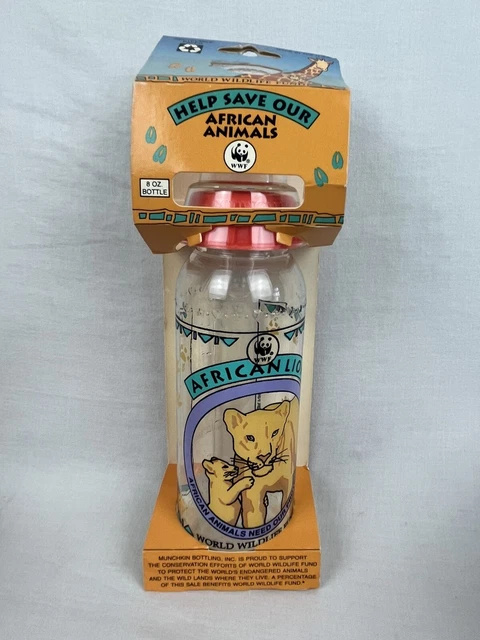 WORLD WILDLIFE
HELP SAVE OUR
AFRICAN
ANIMALS
WWF
8 OZ.
BOTTLE
WWF
AFRICAN LIO
AFRICAN ANIMALS NEED OUR
WORLD WILDLIFE
MUNCHKIN BOTTLING, INC. IS PROUD TO SUPPORT
THE CONSERVATION EFFORTS OF WORLD WILDLIFE FUND
TO PROTECT THE WORLD'S ENDANGERED ANIMALS
AND THE WILD LANDS WHERE THEY LIVE. A PERCENTAGE
OF THIS SALE BENEFITS WORLD WILDLIFE FUND.*